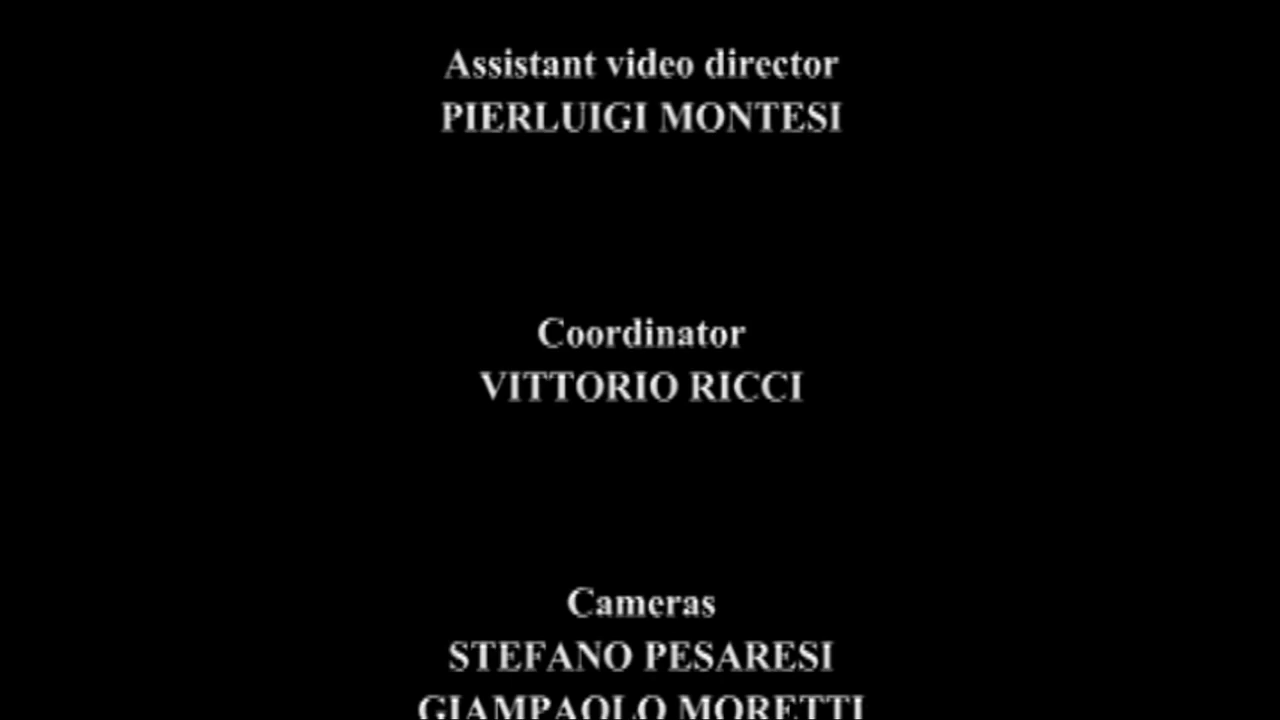 Assistant video director
PIERLUIGI MONTESI
Coordinator
VITTORIO RICCI
Cameras
STEFANO PESARESI
GIAMPAOLO MORETTI